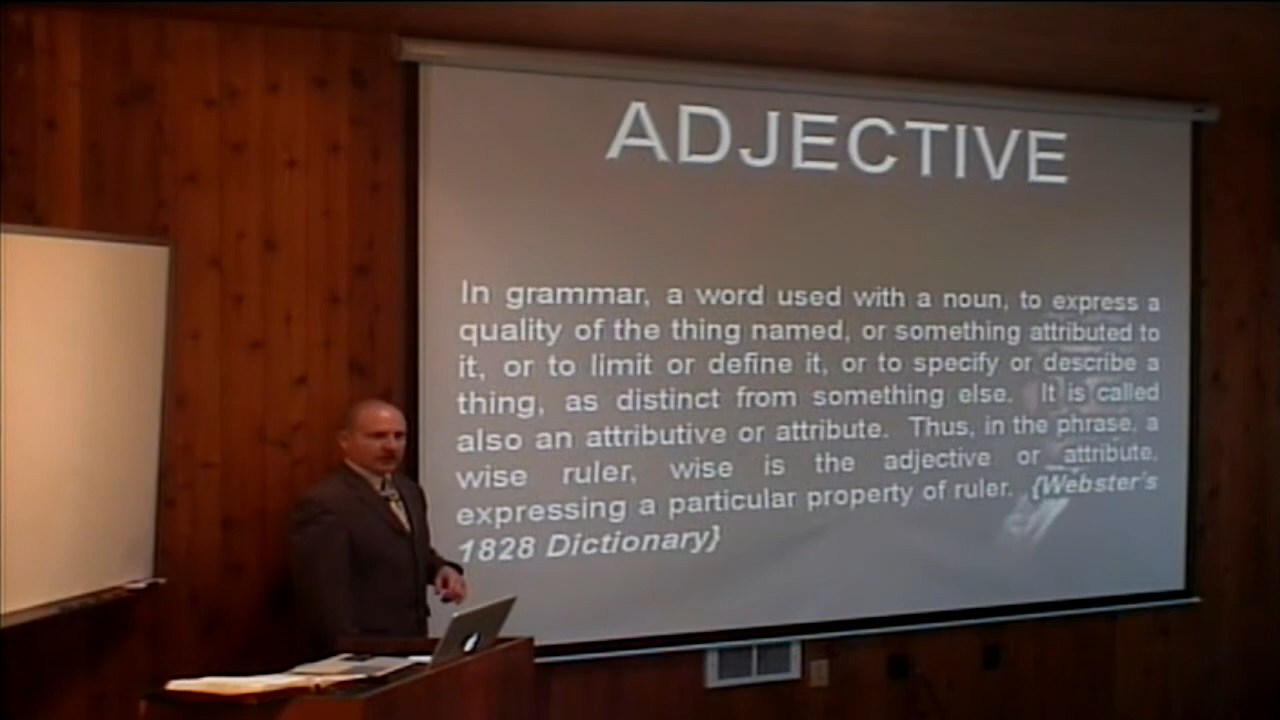 ADJECTIVE
In grammar, a word used with a noun, to express a
quality of the thing named, or something attributed to
it, or to limit or define it, or to specify or describe a
thing, as distinct from something else. It is called
also an attributive or attribute. Thus, in the phrase, a
wise ruler, wise is the adjective or attribute,
expressing a particular property of ruler. {Webster's
1828 Dictionary}